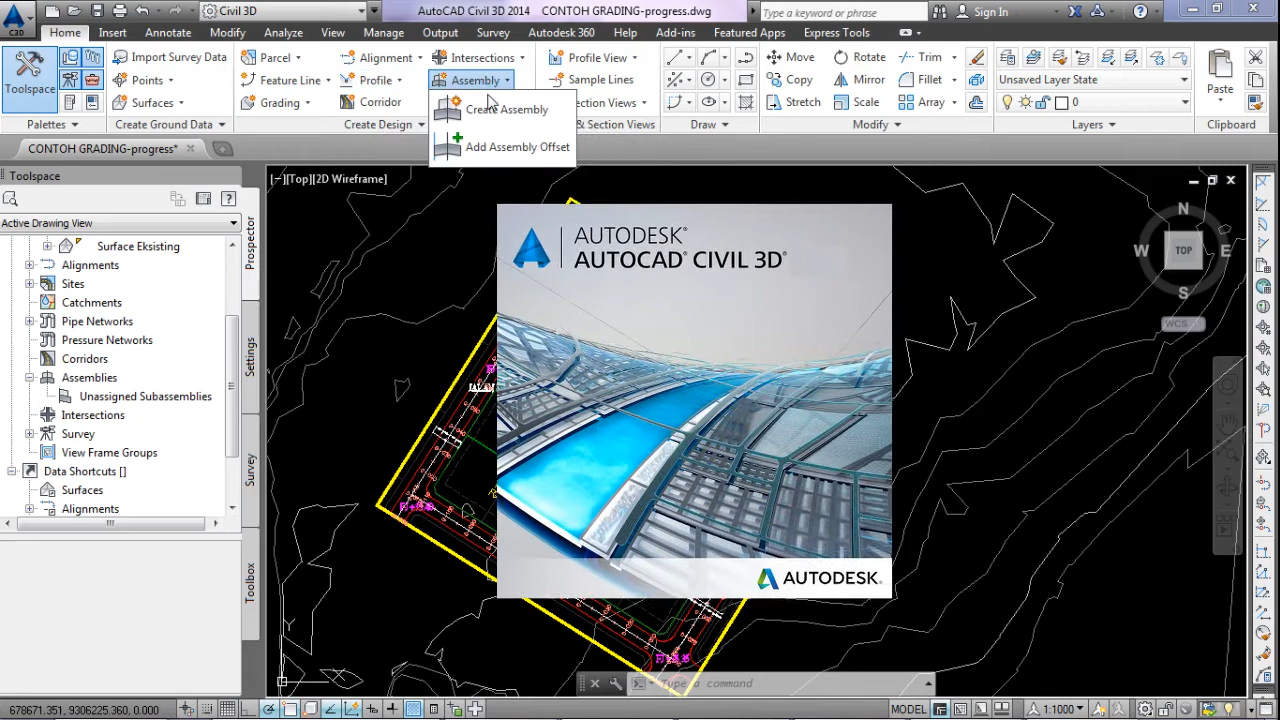 Civil 3D
AutoCAD Civil 3D 2014 CONTOH GRADING-progress.dwg
Type a keyword or phrase
Sign In
Home Insert Annotate Modify Analyze View Manage Output Survey Autodesk 360 Help Add-ins Featured Apps Express Tools
Toolspace
Import Survey Data
Points
Surfaces
Parcel
Feature Line
Grading
Alignment
Profile
Corridor
Intersections
Assembly
Create Assembly
Add Assembly Offset
Profile View
Sample Lines
ection Views
Move Rotate Trim
Copy Mirror Fillet
Stretch Scale Array
Unsaved Layer State
0
Paste
Palettes Create Ground Data Create Design & Section Views Draw Modify Layers
CONTOH GRADING-progress*
Toolspace
Active Drawing View
Surface Eksisting
Alignments
Sites
Catchments
Pipe Networks
Pressure Networks
Corridors
Assemblies
Unassigned Subassemblies
Intersections
Survey
View Frame Groups
Data Shortcuts []
Surfaces
Alignments
Prospector
Settings
Survey
Toolbox
[−][Top][2D Wireframe]
N
W TOP E
S
WCS
AUTODESK®
AUTOCAD® CIVIL 3D®
AUTODESK.
Type a command
678671.351, 9306225.360, 0.000
MODEL
1:1000